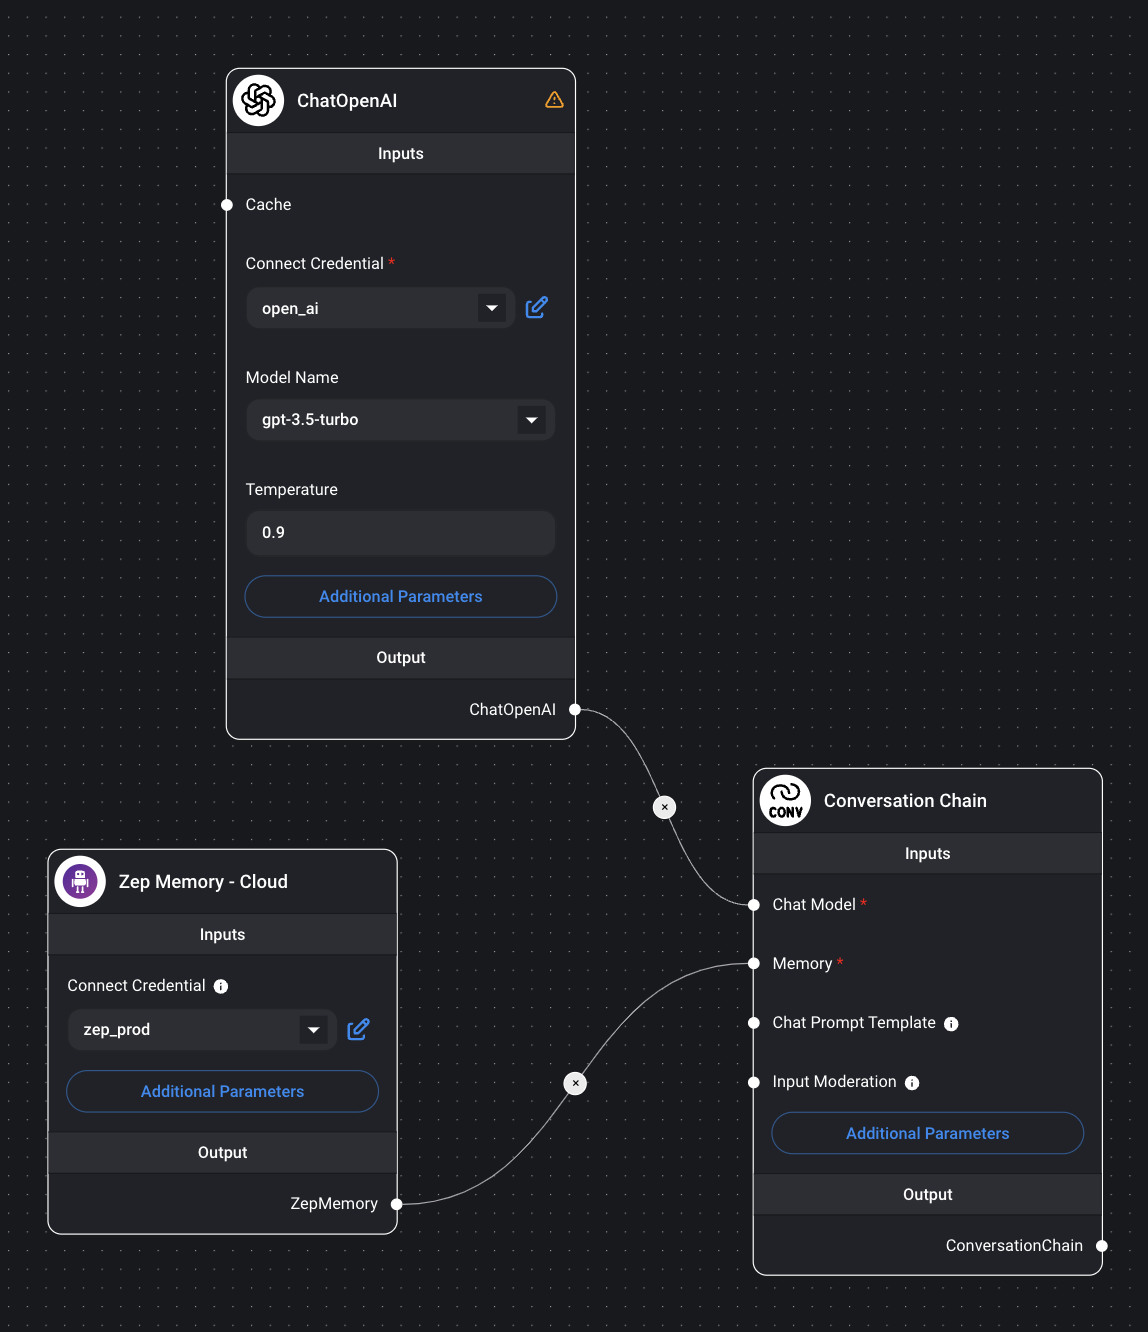 ChatOpenAI
Inputs
Cache
Connect Credential *
open_ai
Model Name
gpt-3.5-turbo
Temperature
0.9
Additional Parameters
Output
ChatOpenAI
Zep Memory - Cloud
Inputs
Connect Credential
zep_prod
Additional Parameters
Output
ZepMemory
CONV
Conversation Chain
Inputs
Chat Model *
Memory *
Chat Prompt Template
Input Moderation
Additional Parameters
Output
ConversationChain